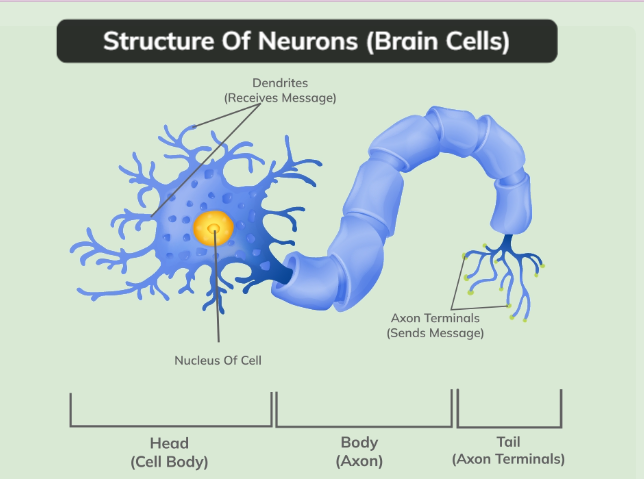 Structure Of Neurons (Brain Cells)
Dendrites
(Receives Message)
Axon Terminals
(Sends Message)
Nucleus Of Cell
Head
(Cell Body)
Body
(Axon)
Tail
(Axon Terminals)